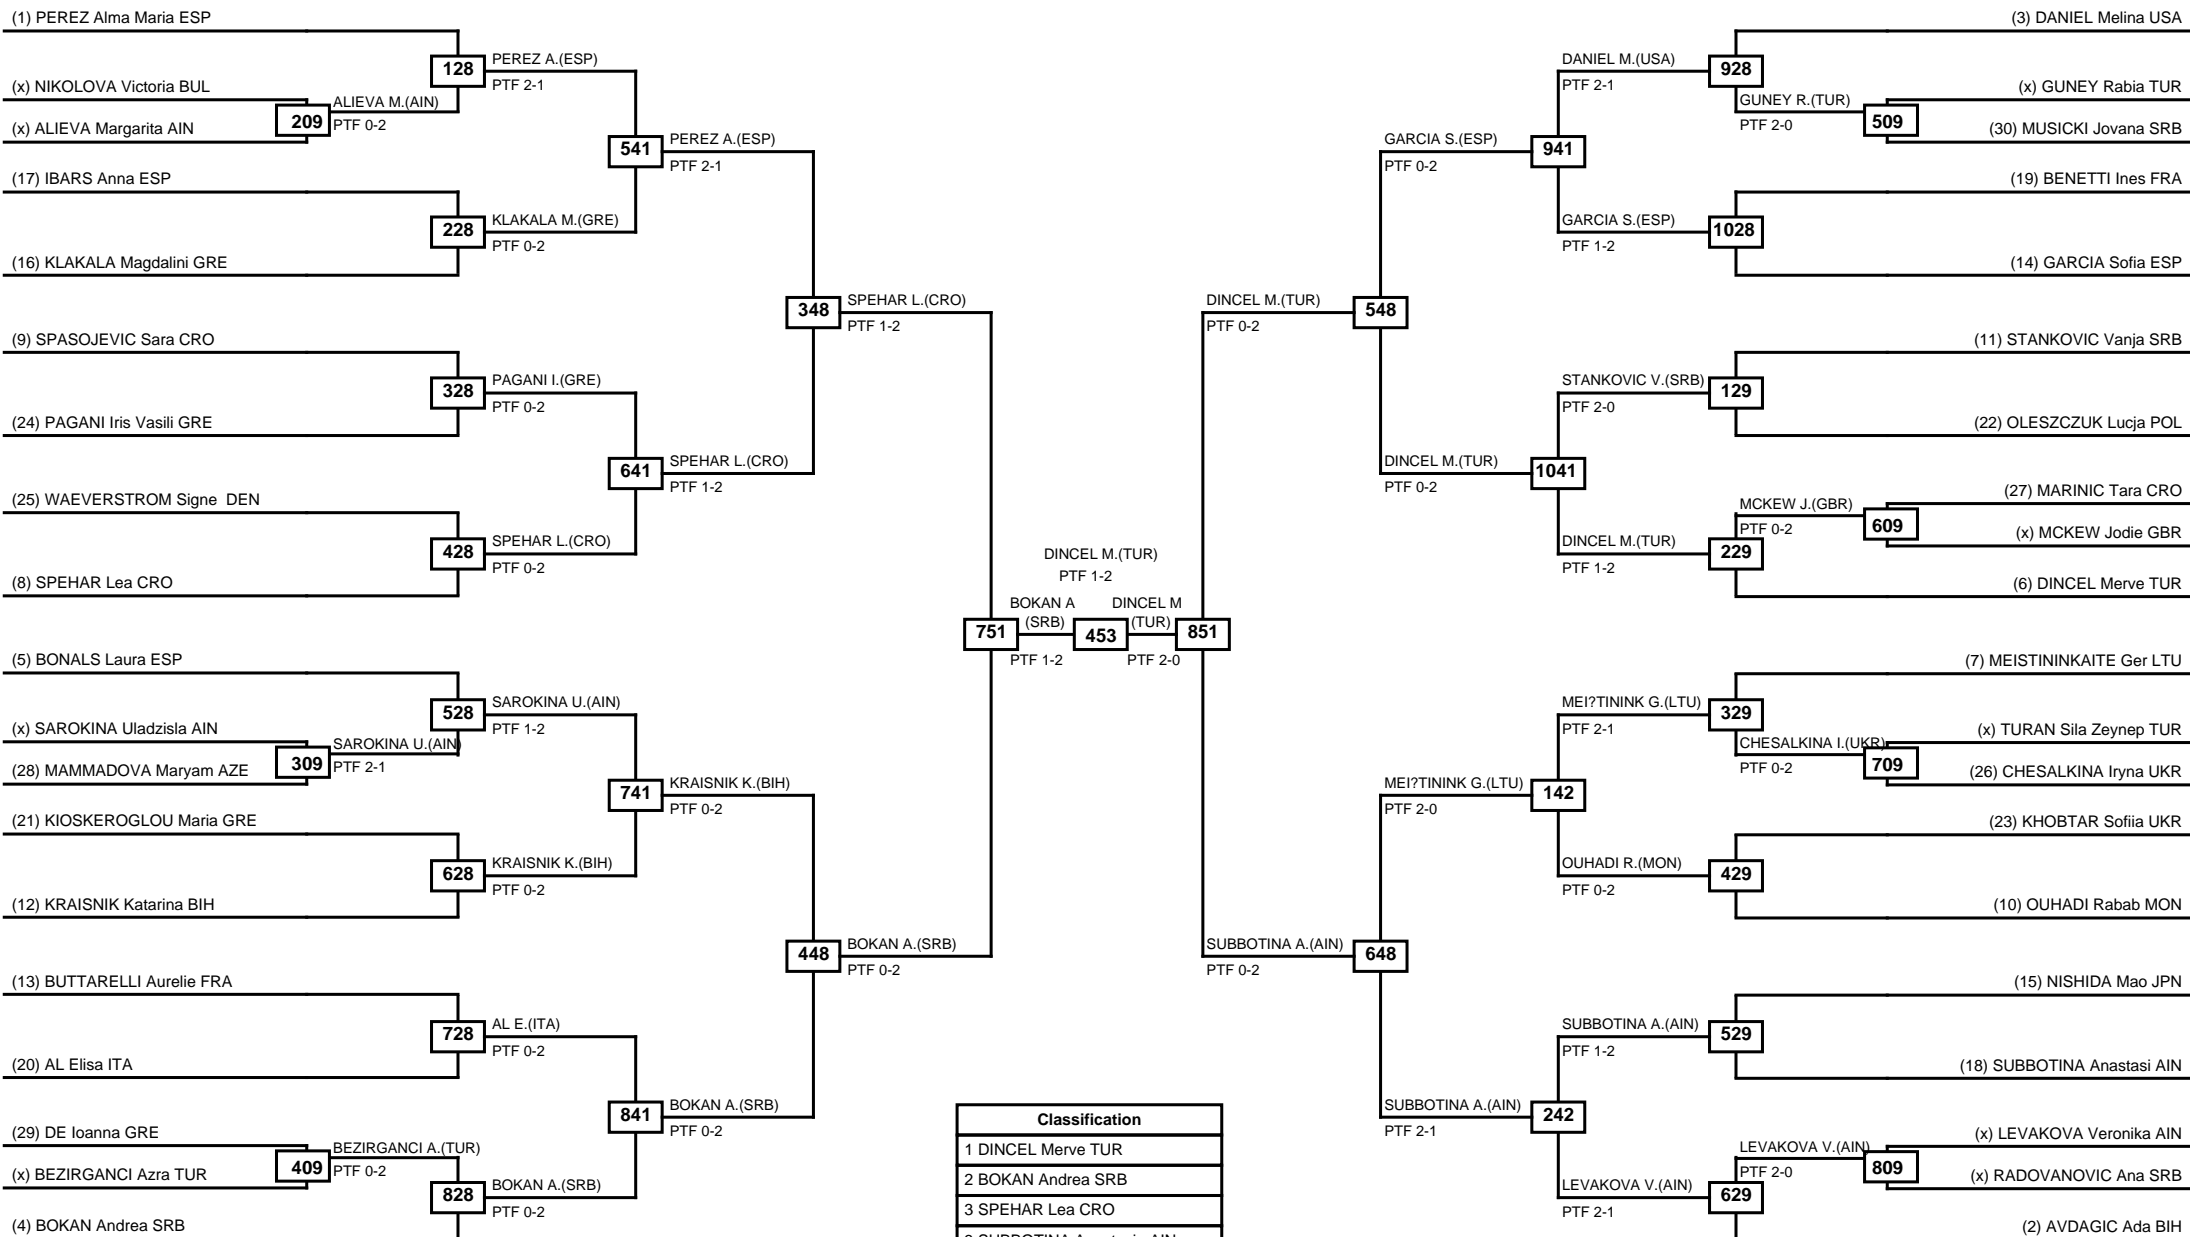 (1) PEREZ Alma Maria ESP
(x) NIKOLOVA Victoria BUL
(x) ALIEVA Margarita AIN
209
ALIEVA M.(AIN)
PTF 0-2
128
PEREZ A.(ESP)
PTF 2-1
(17) IBARS Anna ESP
(16) KLAKALA Magdalini GRE
228
KLAKALA M.(GRE)
PTF 0-2
541
PEREZ A.(ESP)
PTF 2-1
(9) SPASOJEVIC Sara CRO
(24) PAGANI Iris Vasili GRE
328
PAGANI I.(GRE)
PTF 0-2
(25) WAEVERSTROM Signe DEN
(8) SPEHAR Lea CRO
428
SPEHAR L.(CRO)
PTF 0-2
641
SPEHAR L.(CRO)
PTF 1-2
348
SPEHAR L.(CRO)
PTF 1-2
(5) BONALS Laura ESP
(x) SAROKINA Uladzisla AIN
(28) MAMMADOVA Maryam AZE
309
SAROKINA U.(AIN)
PTF 2-1
528
SAROKINA U.(AIN)
PTF 1-2
(21) KIOSKEROGLOU Maria GRE
(12) KRAISNIK Katarina BIH
628
KRAISNIK K.(BIH)
PTF 0-2
741
KRAISNIK K.(BIH)
PTF 0-2
(13) BUTTARELLI Aurelie FRA
(20) AL Elisa ITA
728
AL E.(ITA)
PTF 0-2
(29) DE Ioanna GRE
(x) BEZIRGANCI Azra TUR
409
BEZIRGANCI A.(TUR)
PTF 0-2
(4) BOKAN Andrea SRB
828
BOKAN A.(SRB)
PTF 0-2
841
BOKAN A.(SRB)
PTF 0-2
448
BOKAN A.(SRB)
PTF 0-2
751
BOKAN A
(SRB)
PTF 1-2
DINCEL M.(TUR)
PTF 1-2
453
DINCEL M
(TUR)
PTF 2-0
851
(3) DANIEL Melina USA
(x) GUNEY Rabia TUR
(30) MUSICKI Jovana SRB
509
GUNEY R.(TUR)
PTF 2-0
928
DANIEL M.(USA)
PTF 2-1
(19) BENETTI Ines FRA
(14) GARCIA Sofia ESP
1028
GARCIA S.(ESP)
PTF 1-2
941
GARCIA S.(ESP)
PTF 0-2
(11) STANKOVIC Vanja SRB
(22) OLESZCZUK Lucja POL
129
STANKOVIC V.(SRB)
PTF 2-0
(27) MARINIC Tara CRO
(x) MCKEW Jodie GBR
609
MCKEW J.(GBR)
PTF 0-2
(6) DINCEL Merve TUR
229
DINCEL M.(TUR)
PTF 1-2
1041
DINCEL M.(TUR)
PTF 0-2
548
DINCEL M.(TUR)
PTF 0-2
(7) MEISTININKAITE Ger LTU
(x) TURAN Sila Zeynep TUR
(26) CHESALKINA Iryna UKR
709
CHESALKINA I.(UKR)
PTF 0-2
329
MEI?TININK G.(LTU)
PTF 2-1
(23) KHOBTAR Sofiia UKR
(10) OUHADI Rabab MON
429
OUHADI R.(MON)
PTF 0-2
142
MEI?TININK G.(LTU)
PTF 2-0
(15) NISHIDA Mao JPN
(18) SUBBOTINA Anastasi AIN
529
SUBBOTINA A.(AIN)
PTF 1-2
(x) LEVAKOVA Veronika AIN
(x) RADOVANOVIC Ana SRB
809
LEVAKOVA V.(AIN)
PTF 2-0
(2) AVDAGIC Ada BIH
629
LEVAKOVA V.(AIN)
PTF 2-1
242
SUBBOTINA A.(AIN)
PTF 2-1
648
SUBBOTINA A.(AIN)
PTF 0-2
Classification
1 DINCEL Merve TUR
2 BOKAN Andrea SRB
3 SPEHAR Lea CRO